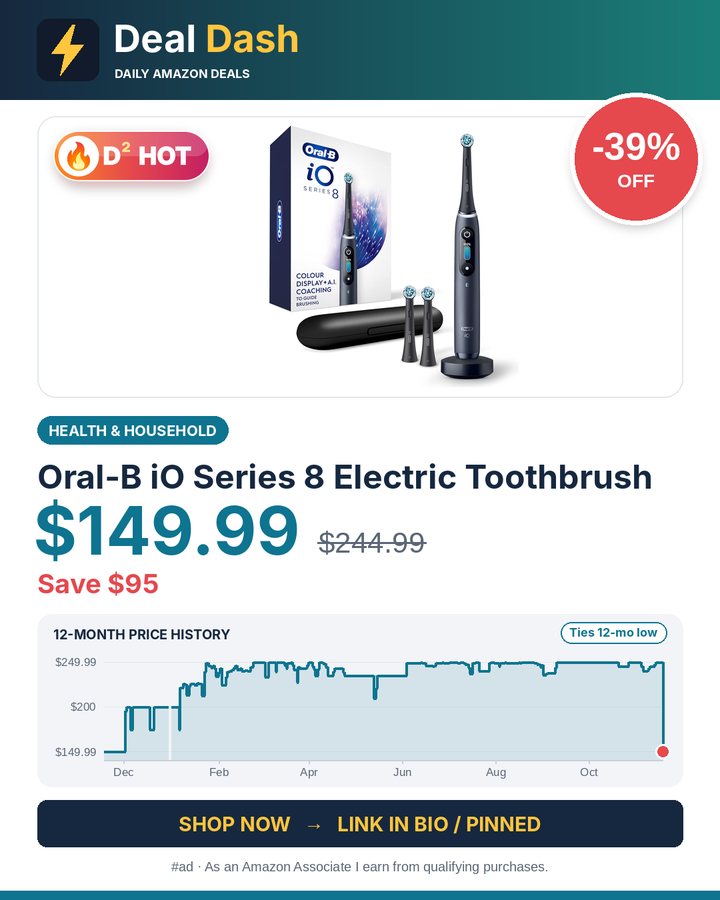 Deal Dash
DAILY AMAZON DEALS
D² HOT
-39%
OFF
Oral-B
iO
SERIES 8
Oral-B
COLOUR
DISPLAY+A.I.
COACHING
TO GUIDE
BRUSHING
HEALTH & HOUSEHOLD
Oral-B iO Series 8 Electric Toothbrush
$149.99 $244.99
Save $95
12-MONTH PRICE HISTORY
Ties 12-mo low
$249.99
$200
$149.99
Dec Feb Apr Jun Aug Oct
SHOP NOW → LINK IN BIO / PINNED
#ad · As an Amazon Associate I earn from qualifying purchases.